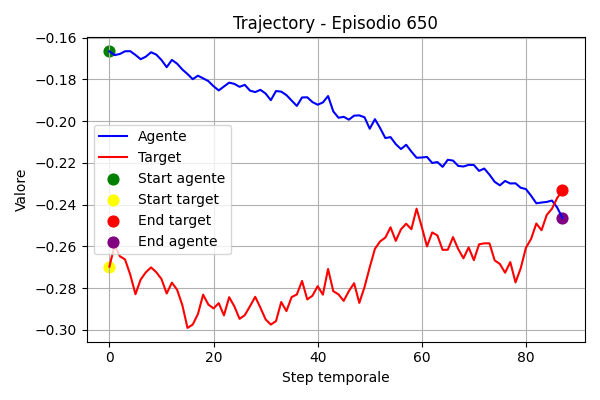 Trajectory - Episodio 650
Valore
−0.16
−0.18
−0.20
−0.22
−0.24
−0.26
−0.28
−0.30
Agente
Target
Start agente
Start target
End target
End agente
0 20 40 60 80
Step temporale